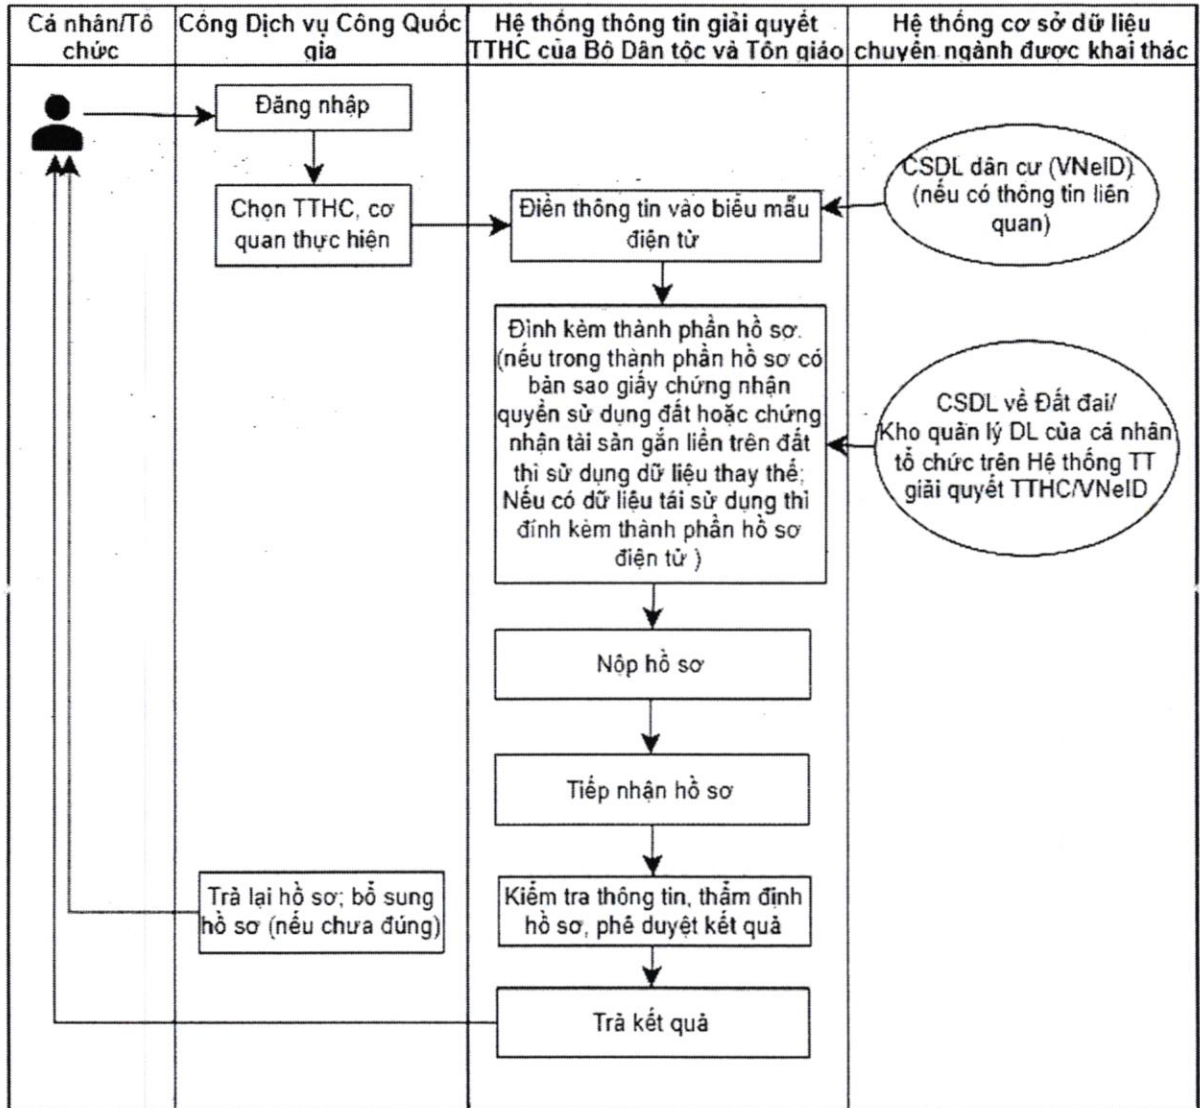 Cá nhân/Tổ
chức
Cổng Dịch vụ Công Quốc
gia
Hệ thống thông tin giải quyết
TTHC của Bộ Dân tộc và Tôn giáo
Hệ thống cơ sở dữ liệu
chuyên ngành được khai thác
Đăng nhập
Chọn TTHC, cơ
quan thực hiện
Điền thông tin vào biểu mẫu
điện tử
CSDL dân cư (VNeID)
(nếu có thông tin liên
quan)
Đính kèm thành phần hồ sơ.
(nếu trong thành phần hồ sơ có
bản sao giấy chứng nhận
quyền sử dụng đất hoặc chứng
nhận tài sản gắn liền trên đất
thì sử dụng dữ liệu thay thế;
Nếu có dữ liệu tái sử dụng thì
đính kèm thành phần hồ sơ
điện tử )
CSDL về Đất đai/
Kho quản lý DL của cá nhân
tổ chức trên Hệ thống TT
giải quyết TTHC/VNeID
Nộp hồ sơ
Tiếp nhận hồ sơ
Trả lại hồ sơ; bổ sung
hồ sơ (nếu chưa đúng)
Kiểm tra thông tin, thẩm định
hồ sơ, phê duyệt kết quả
Trả kết quả